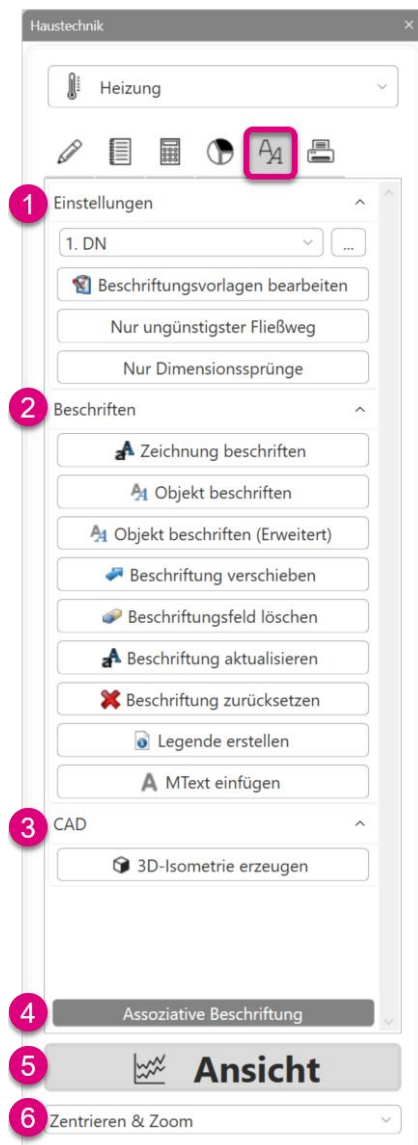 Haustechnik
Heizung
1 Einstellungen
1. DN
...
Beschriftungsvorlagen bearbeiten
Nur ungünstigster Fließweg
Nur Dimensionssprünge
2 Beschriften
Zeichnung beschriften
Objekt beschriften
Objekt beschriften (Erweitert)
Beschriftung verschieben
Beschriftungsfeld löschen
Beschriftung aktualisieren
Beschriftung zurücksetzen
Legende erstellen
MText einfügen
3 CAD
3D-Isometrie erzeugen
4 Assoziative Beschriftung
5 Ansicht
6 Zentrieren & Zoom